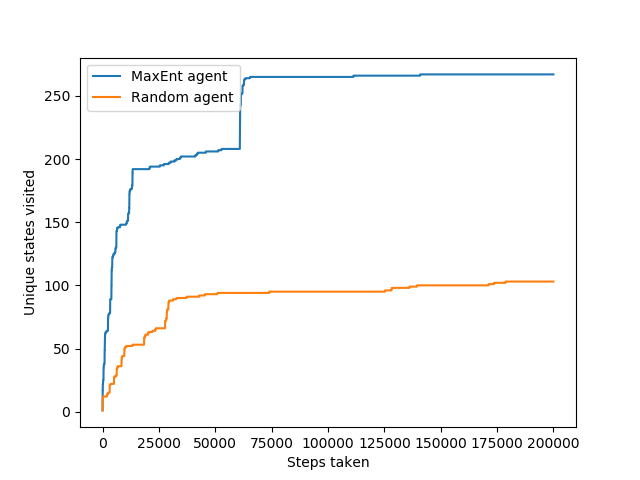 MaxEnt agent
Random agent
250
200
150
100
50
0
Unique states visited
0 25000 50000 75000 100000 125000 150000 175000 200000
Steps taken